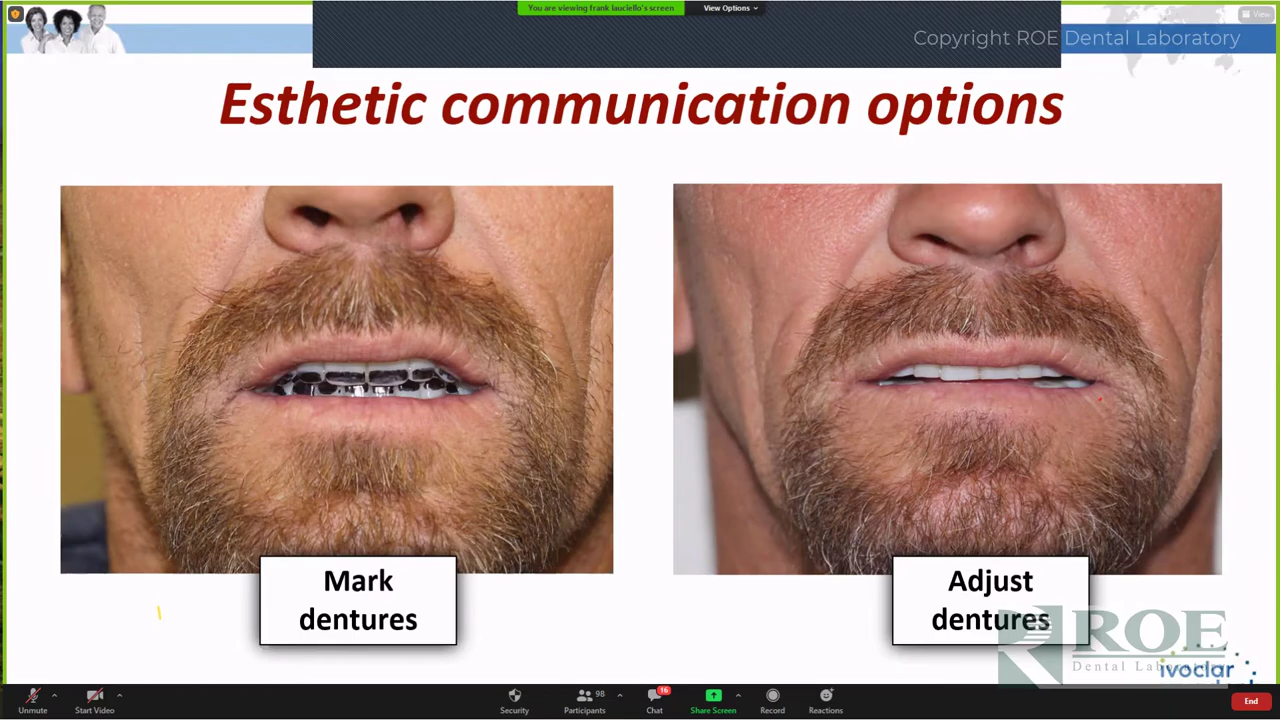 You are viewing frank lauciello's screen
View Options
View
Copyright ROE Dental Laboratory
Esthetic communication options
Mark
dentures
Adjust
dentures
ROE
Dental Laboratory
ivoclar
Unmute
Start Video
Security
98
Participants
16
Chat
Share Screen
Record
Reactions
End